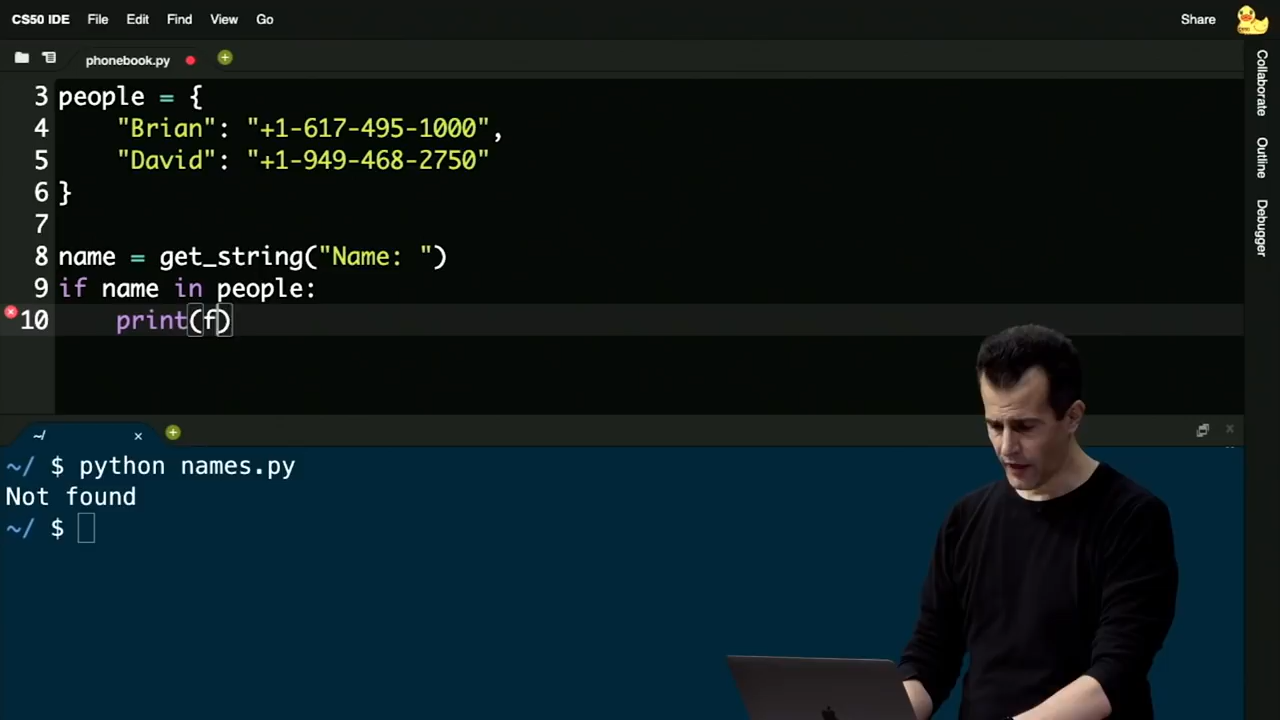 CS50 IDE File Edit Find View Go Share
phonebook.py
3 people = {
4     "Brian": "+1-617-495-1000",
5     "David": "+1-949-468-2750"
6 }
7
8 name = get_string("Name: ")
9 if name in people:
10     print(f)
Collaborate
Outline
Debugger
~/
~/ $ python names.py
Not found
~/ $